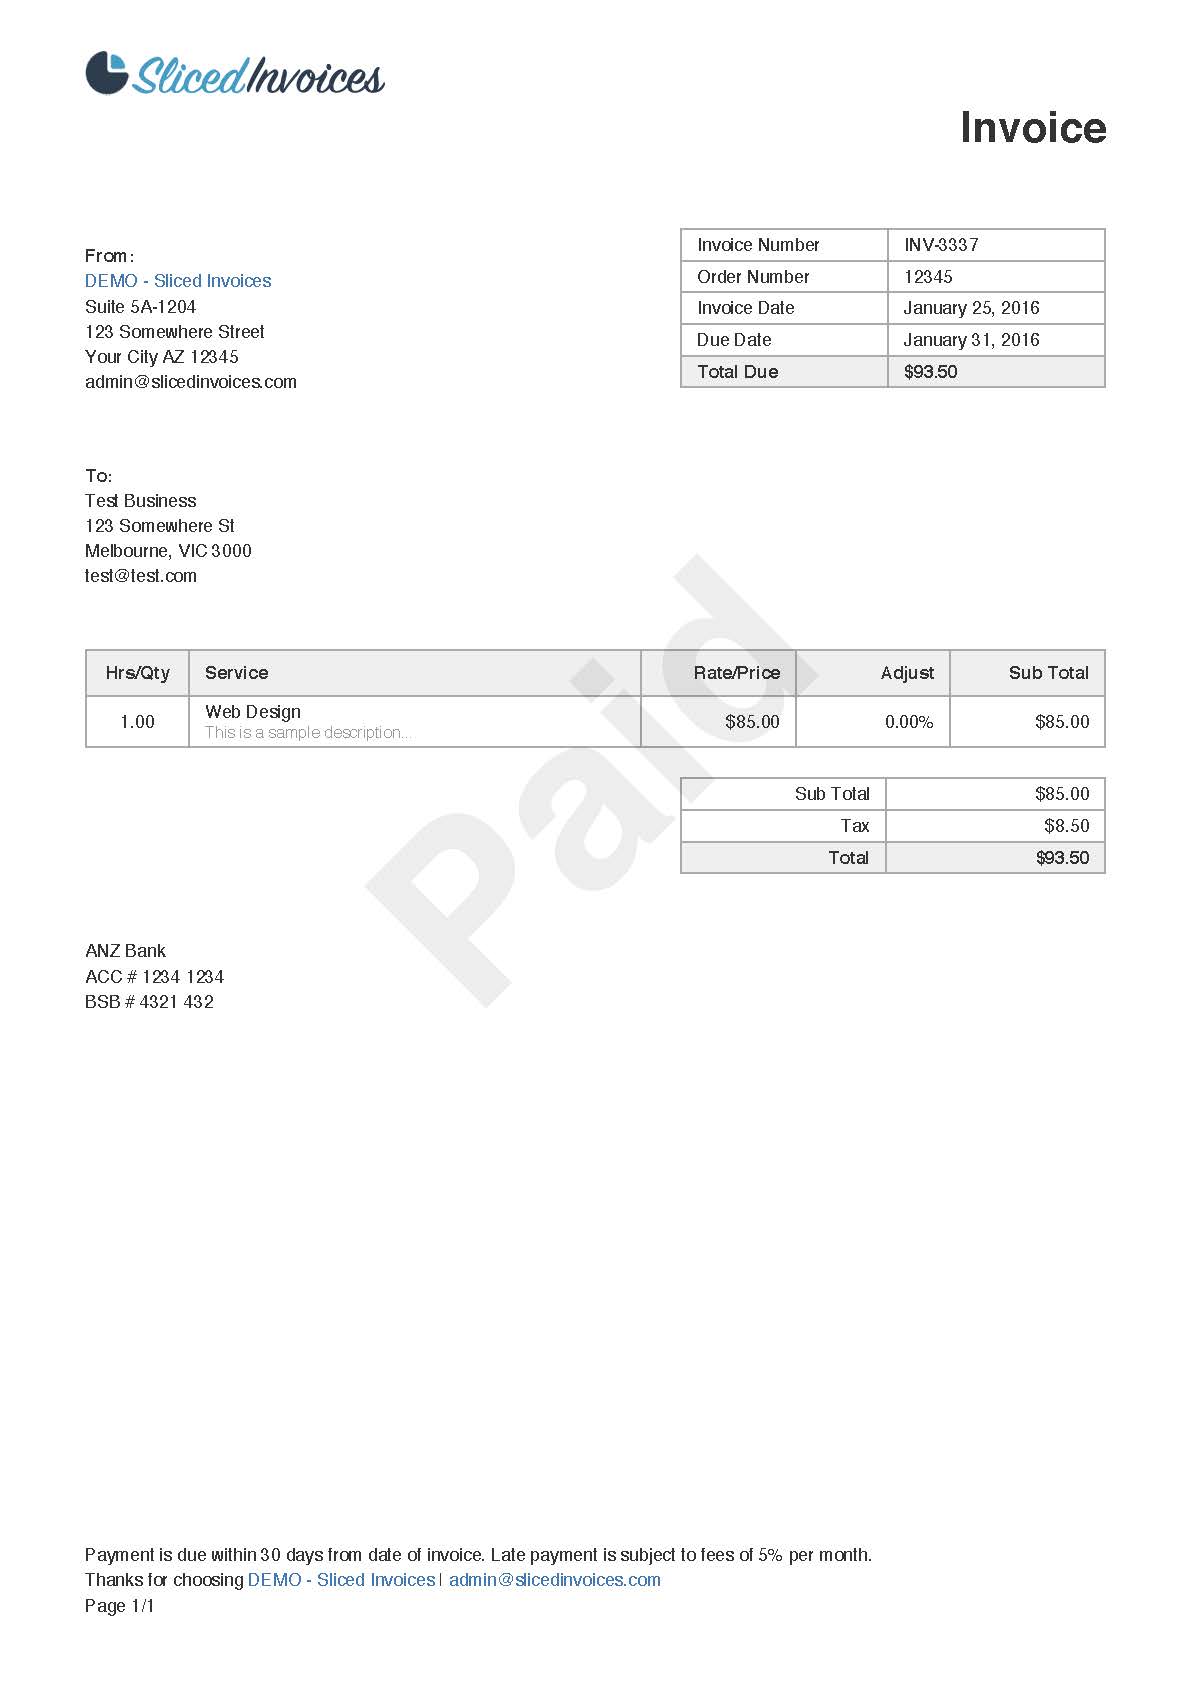 SlicedInvoices
Invoice
From:
DEMO - Sliced Invoices
Suite 5A-1204
123 Somewhere Street
Your City AZ 12345
admin@slicedinvoices.com
Invoice Number INV-3337
Order Number 12345
Invoice Date January 25, 2016
Due Date January 31, 2016
Total Due $93.50
To:
Test Business
123 Somewhere St
Melbourne, VIC 3000
test@test.com
Paid
Hrs/Qty Service Rate/Price Adjust Sub Total
1.00 Web Design $85.00 0.00% $85.00
This is a sample description...
Sub Total $85.00
Tax $8.50
Total $93.50
ANZ Bank
ACC # 1234 1234
BSB # 4321 432
Payment is due within 30 days from date of invoice. Late payment is subject to fees of 5% per month.
Thanks for choosing DEMO - Sliced Invoices | admin@slicedinvoices.com
Page 1/1